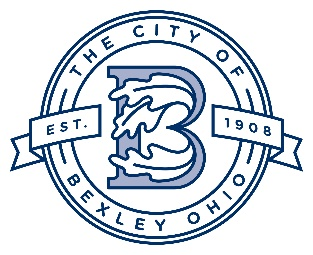 THE CITY OF
EST.
B
1908
BEXLEY OHIO